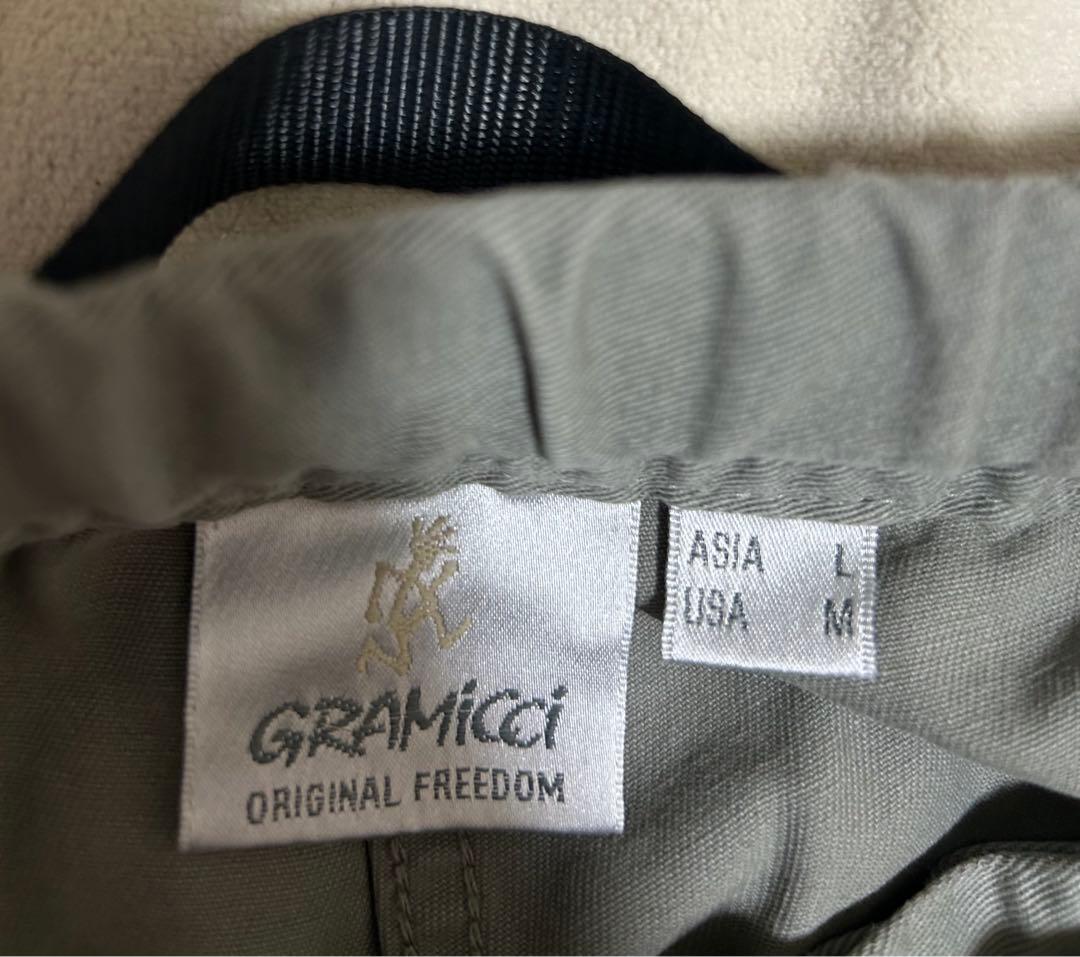 GRAMiCCi
ORIGINAL FREEDOM
ASIA L
USA M